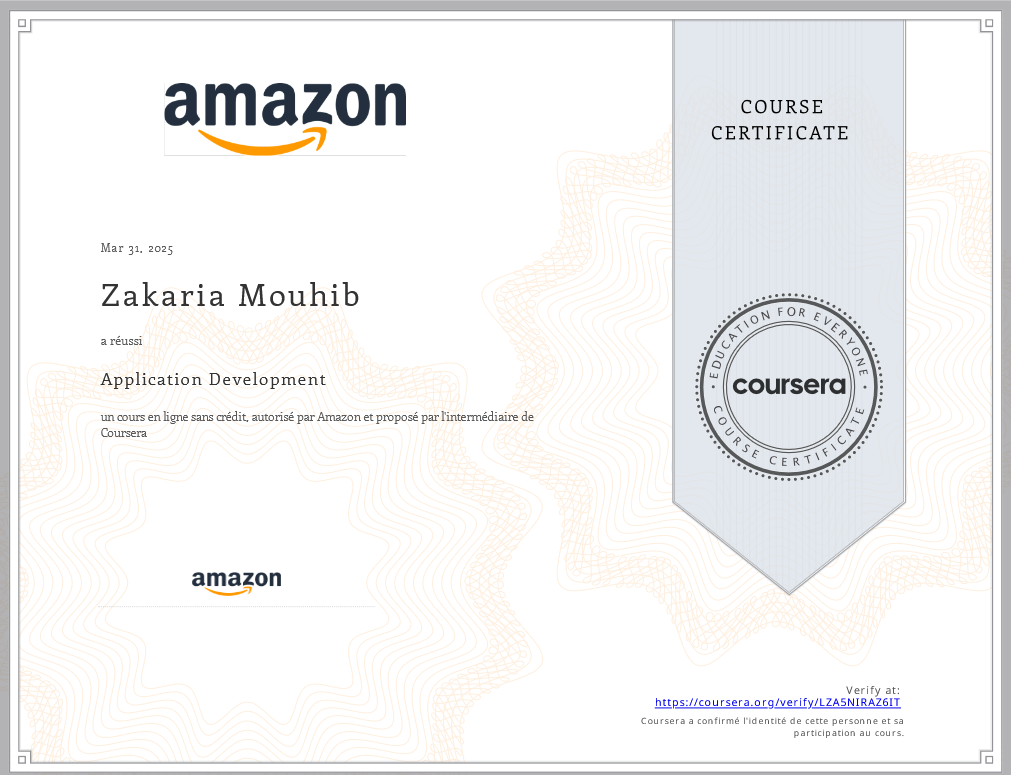 amazon
COURSE
CERTIFICATE
Mar 31, 2025
Zakaria Mouhib
a réussi
Application Development
un cours en ligne sans crédit, autorisé par Amazon et proposé par l'intermédiaire de
Coursera
EDUCATION FOR EVERYONE
coursera
COURSE CERTIFICATE
amazon
Verify at:
https://coursera.org/verify/LZA5NIRAZ6IT
Coursera a confirmé l'identité de cette personne et sa
participation au cours.